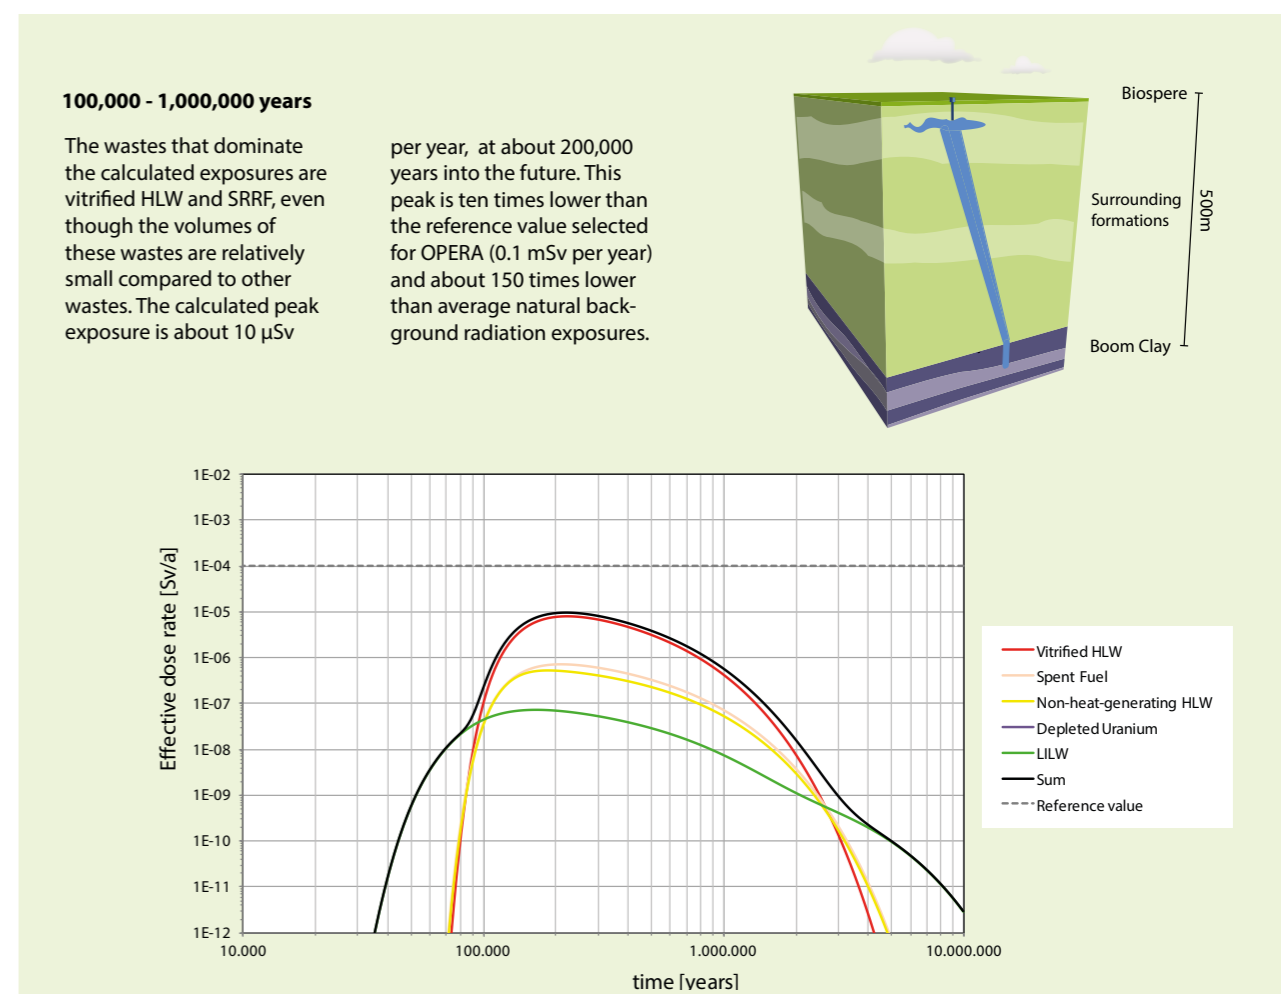 100,000 - 1,000,000 years
The wastes that dominate
the calculated exposures are
vitrified HLW and SRRF, even
though the volumes of
these wastes are relatively
small compared to other
wastes. The calculated peak
exposure is about 10 µSv
per year, at about 200,000
years into the future. This
peak is ten times lower than
the reference value selected
for OPERA (0.1 mSv per year)
and about 150 times lower
than average natural back-
ground radiation exposures.
Biospere
Surrounding
formations
500m
Boom Clay
Effective dose rate [Sv/a]
1E-02
1E-03
1E-04
1E-05
1E-06
1E-07
1E-08
1E-09
1E-10
1E-11
1E-12
10.000
100.000
1.000.000
10.000.000
time [years]
Vitrified HLW
Spent Fuel
Non-heat-generating HLW
Depleted Uranium
LILW
Sum
Reference value